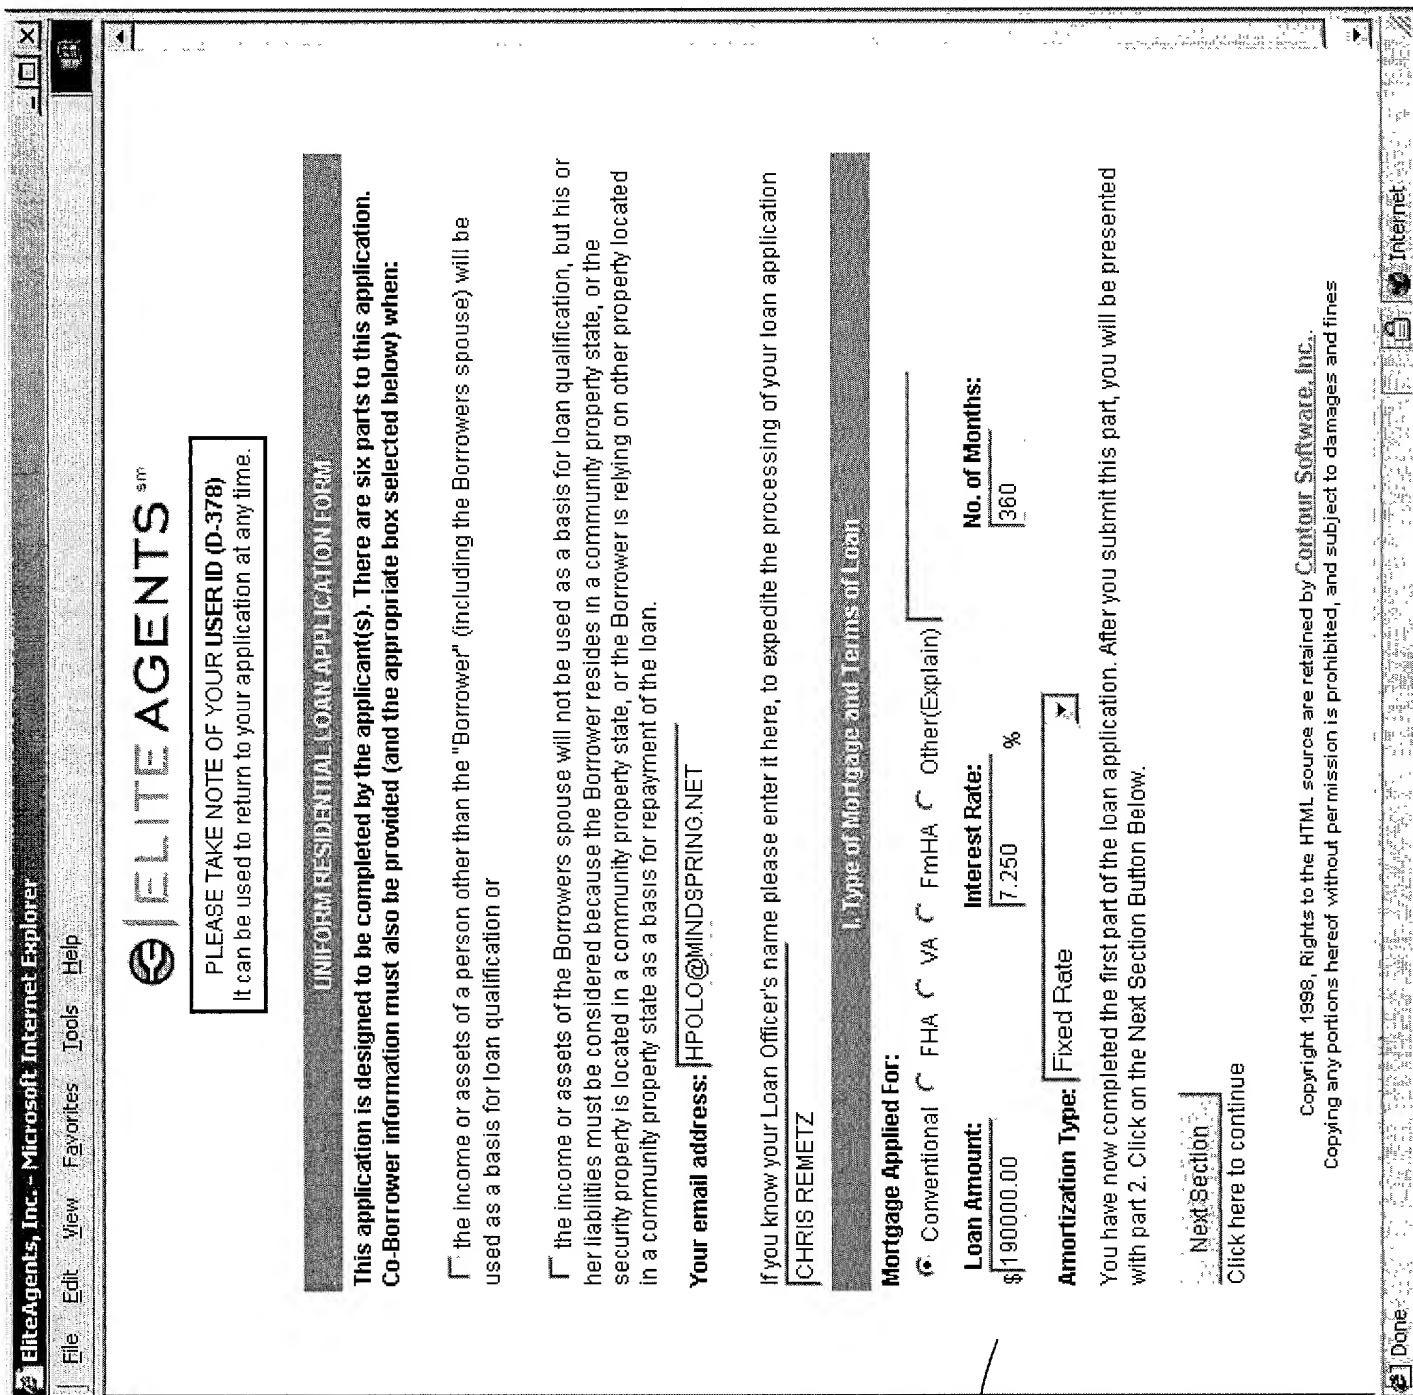 EliteAgents, Inc. - Microsoft Internet Explorer
File Edit View Favorites Tools Help
ELITE AGENTS sm
PLEASE TAKE NOTE OF YOUR USER ID (D-378)
It can be used to return to your application at any time.
UNIFORM RESIDENTIAL LOAN APPLICATION FORM
This application is designed to be completed by the applicant(s). There are six parts to this application.
Co-Borrower information must also be provided (and the appropriate box selected below) when:
the income or assets of a person other than the "Borrower" (including the Borrowers spouse) will be
used as a basis for loan qualification or
the income or assets of the Borrowers spouse will not be used as a basis for loan qualification, but his or
her liabilities must be considered because the Borrower resides in a community property state, or the
security property is located in a community property state, or the Borrower is relying on other property located
in a community property state as a basis for repayment of the loan.
Your email address: HPOLO@MINDSPRING.NET
If you know your Loan Officer's name please enter it here, to expedite the processing of your loan application
CHRIS REMETZ
I. Type of Mortgage and Terms of Loan
Mortgage Applied For:
Conventional FHA VA FmHA Other(Explain)
Loan Amount: Interest Rate: No. of Months:
$ 190000.00 7.250 % 360
Amortization Type: Fixed Rate
You have now completed the first part of the loan application. After you submit this part, you will be presented
with part 2. Click on the Next Section Button Below.
Next Section
Click here to continue
Copyright 1998, Rights to the HTML source are retained by Contour Software, Inc..
Copying any portions hereof without permission is prohibited, and subject to damages and fines
Done Internet